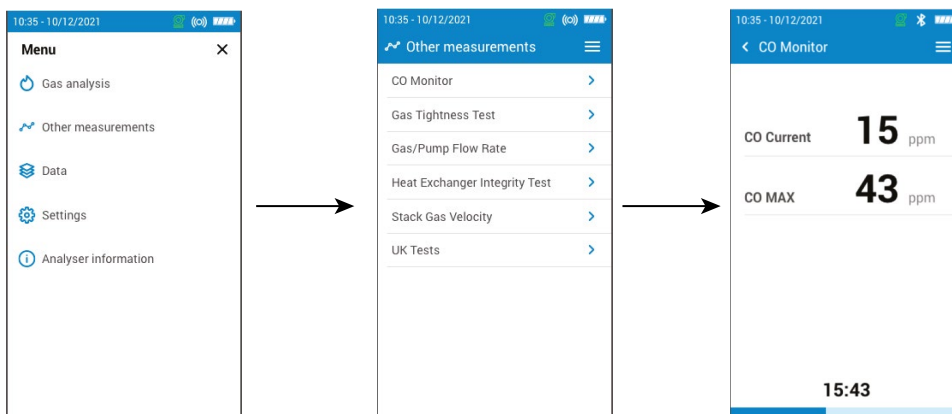 10:35 - 10/12/2021
Menu
Gas analysis
Other measurements
Data
Settings
Analyser information
10:35 - 10/12/2021
Other measurements
CO Monitor
Gas Tightness Test
Gas/Pump Flow Rate
Heat Exchanger Integrity Test
Stack Gas Velocity
UK Tests
10:35 - 10/12/2021
CO Monitor
CO Current 15 ppm
CO MAX 43 ppm
15:43